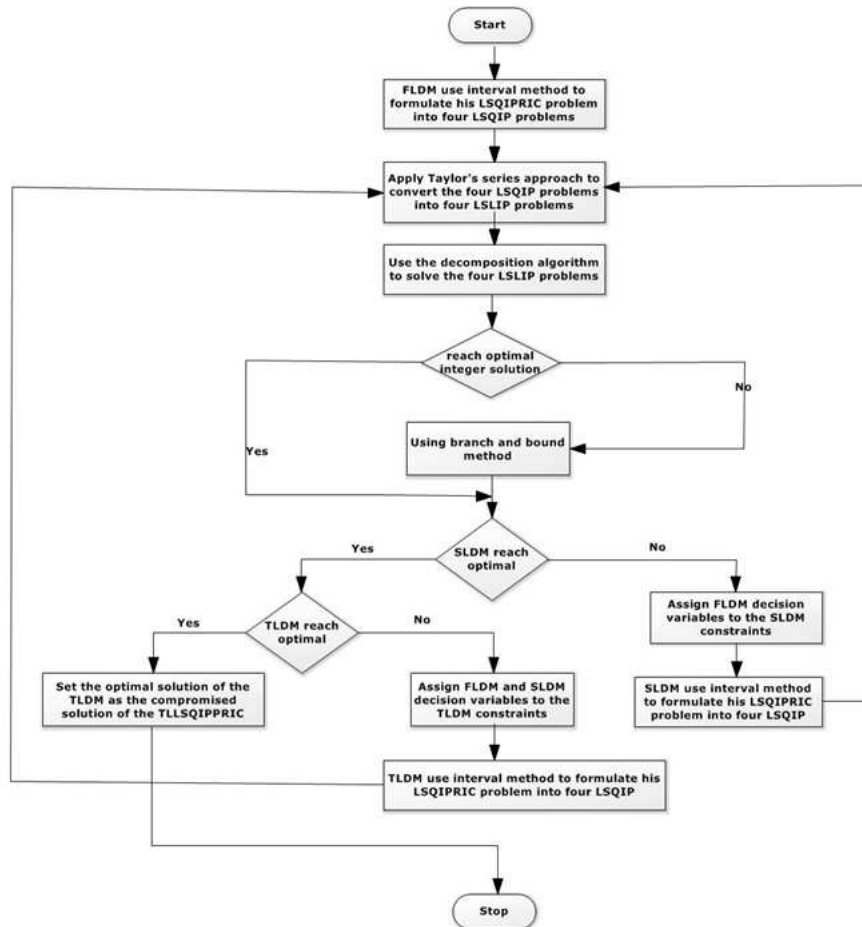 Start
FLDM use interval method to
formulate his LSQIPRIC problem
into four LSQIP problems
Apply Taylor's series approach to
convert the four LSQIP problems
into four LSLIP problems
Use the decomposition algorithm
to solve the four LSLIP problems
reach optimal
integer solution
No
Using branch and bound
method
Yes
SLDM reach
optimal
Yes
No
TLDM reach
optimal
Yes
No
Assign FLDM decision
variables to the SLDM
constraints
Set the optimal solution of the
TLDM as the compromised
solution of the TLLSQIPPRIC
Assign FLDM and SLDM
decision variables to the
TLDM constraints
SLDM use interval method
to formulate his LSQIPRIC
problem into four LSQIP
TLDM use interval method to formulate his
LSQIPRIC problem into four LSQIP
Stop